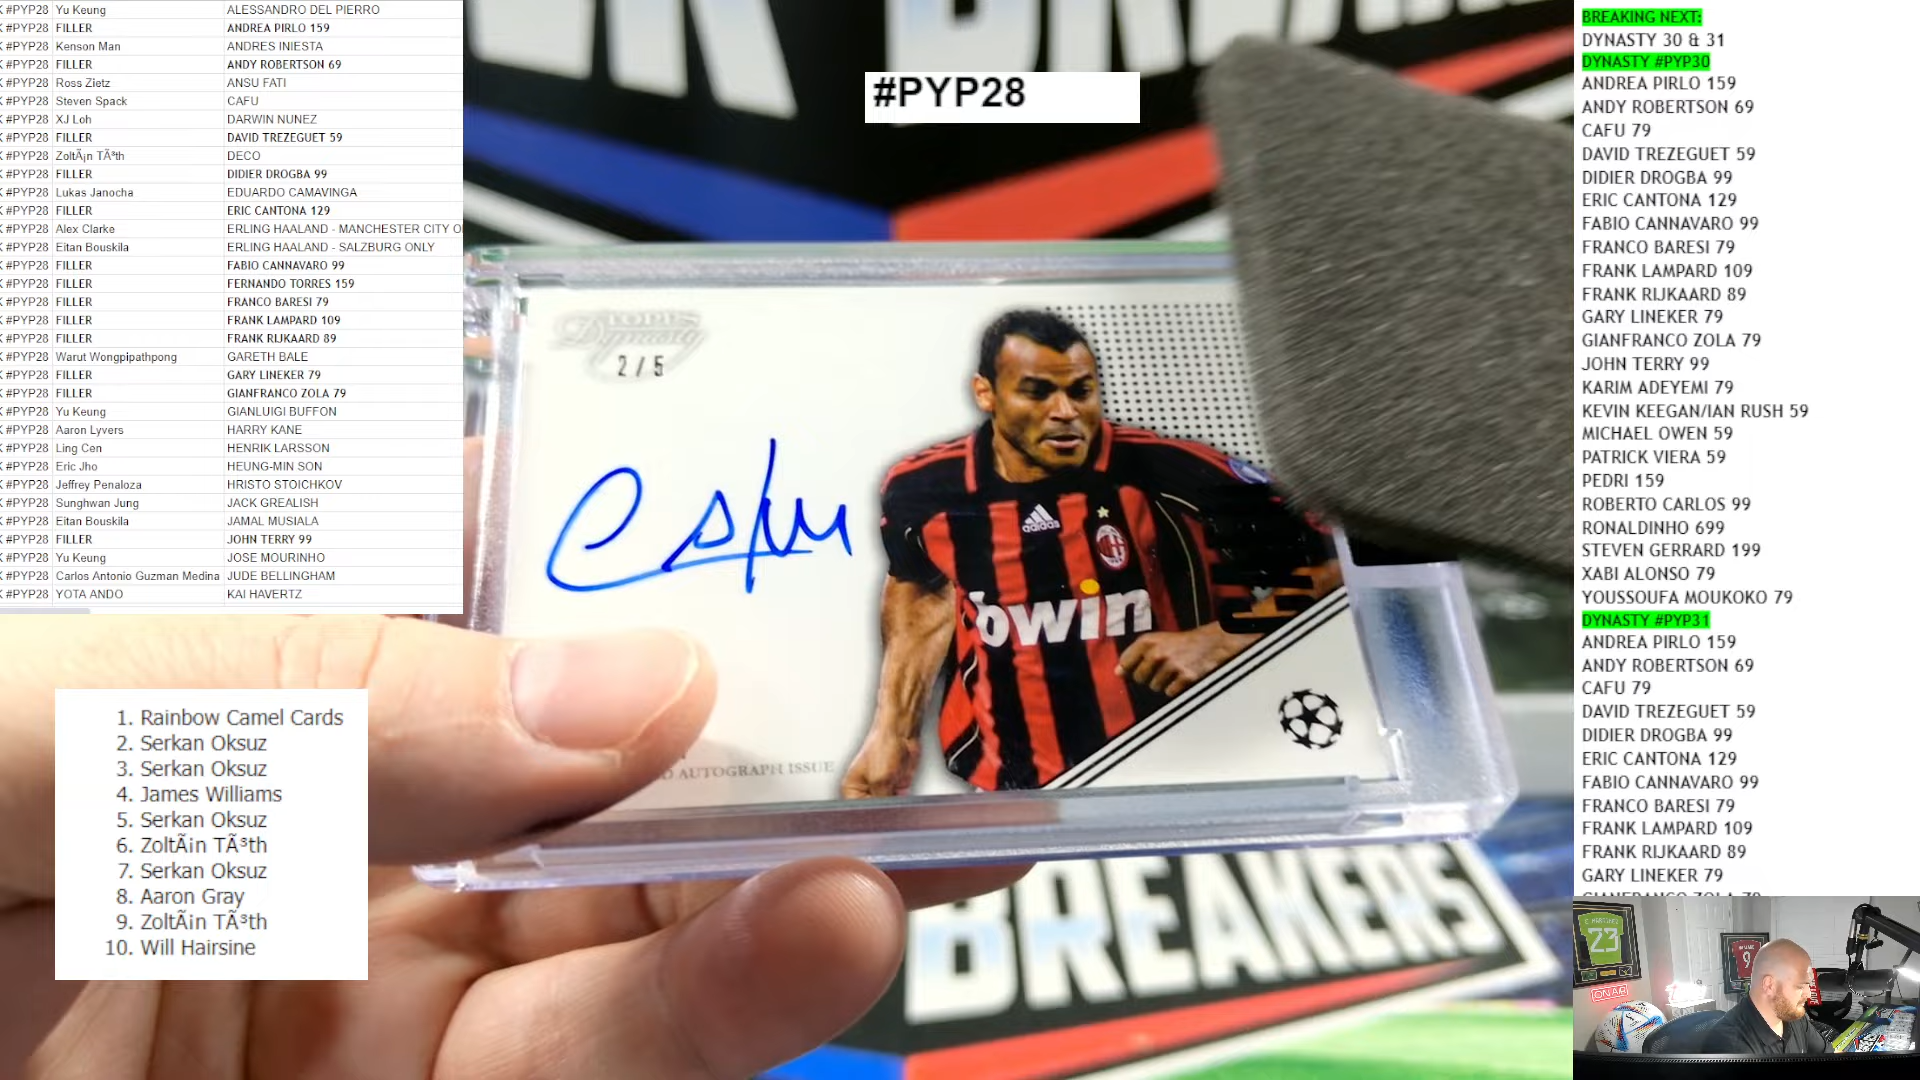 K #PYP28 Yu Keung ALESSANDRO DEL PIERRO
K #PYP28 FILLER ANDREA PIRLO 159
K #PYP28 Kenson Man ANDRES INIESTA
K #PYP28 FILLER ANDY ROBERTSON 69
K #PYP28 Ross Zietz ANSU FATI
K #PYP28 Steven Spack CAFU
K #PYP28 XJ Loh DARWIN NUNEZ
K #PYP28 FILLER DAVID TREZEGUET 59
K #PYP28 ZoltÃ¡n TÃ³th DECO
K #PYP28 FILLER DIDIER DROGBA 99
K #PYP28 Lukas Janocha EDUARDO CAMAVINGA
K #PYP28 FILLER ERIC CANTONA 129
K #PYP28 Alex Clarke ERLING HAALAND - MANCHESTER CITY O
K #PYP28 Eitan Bouskila ERLING HAALAND - SALZBURG ONLY
K #PYP28 FILLER FABIO CANNAVARO 99
K #PYP28 FILLER FERNANDO TORRES 159
K #PYP28 FILLER FRANCO BARESI 79
K #PYP28 FILLER FRANK LAMPARD 109
K #PYP28 FILLER FRANK RIJKAARD 89
K #PYP28 Warut Wongpipathpong GARETH BALE
K #PYP28 FILLER GARY LINEKER 79
K #PYP28 FILLER GIANFRANCO ZOLA 79
K #PYP28 Yu Keung GIANLUIGI BUFFON
K #PYP28 Aaron Lyvers HARRY KANE
K #PYP28 Ling Cen HENRIK LARSSON
K #PYP28 Eric Jho HEUNG-MIN SON
K #PYP28 Jeffrey Penaloza HRISTO STOICHKOV
K #PYP28 Sunghwan Jung JACK GREALISH
K #PYP28 Eitan Bouskila JAMAL MUSIALA
K #PYP28 FILLER JOHN TERRY 99
K #PYP28 Yu Keung JOSE MOURINHO
K #PYP28 Carlos Antonio Guzman Medina JUDE BELLINGHAM
K #PYP28 YOTA ANDO KAI HAVERTZ
#PYP28
TOPPS
Dynasty
2 / 5
Cafu
adidas
bwin
AUTOGRAPH ISSUE
BREAKERS
1. Rainbow Camel Cards
2. Serkan Oksuz
3. Serkan Oksuz
4. James Williams
5. Serkan Oksuz
6. ZoltÃ¡n TÃ³th
7. Serkan Oksuz
8. Aaron Gray
9. ZoltÃ¡n TÃ³th
10. Will Hairsine
BREAKING NEXT:
DYNASTY 30 & 31
DYNASTY #PYP30
ANDREA PIRLO 159
ANDY ROBERTSON 69
CAFU 79
DAVID TREZEGUET 59
DIDIER DROGBA 99
ERIC CANTONA 129
FABIO CANNAVARO 99
FRANCO BARESI 79
FRANK LAMPARD 109
FRANK RIJKAARD 89
GARY LINEKER 79
GIANFRANCO ZOLA 79
JOHN TERRY 99
KARIM ADEYEMI 79
KEVIN KEEGAN/IAN RUSH 59
MICHAEL OWEN 59
PATRICK VIERA 59
PEDRI 159
ROBERTO CARLOS 99
RONALDINHO 699
STEVEN GERRARD 199
XABI ALONSO 79
YOUSSOUFA MOUKOKO 79
DYNASTY #PYP31
ANDREA PIRLO 159
ANDY ROBERTSON 69
CAFU 79
DAVID TREZEGUET 59
DIDIER DROGBA 99
ERIC CANTONA 129
FABIO CANNAVARO 99
FRANCO BARESI 79
FRANK LAMPARD 109
FRANK RIJKAARD 89
GARY LINEKER 79
GIANFRANCO ZOLA 79
23
9
ON AIR